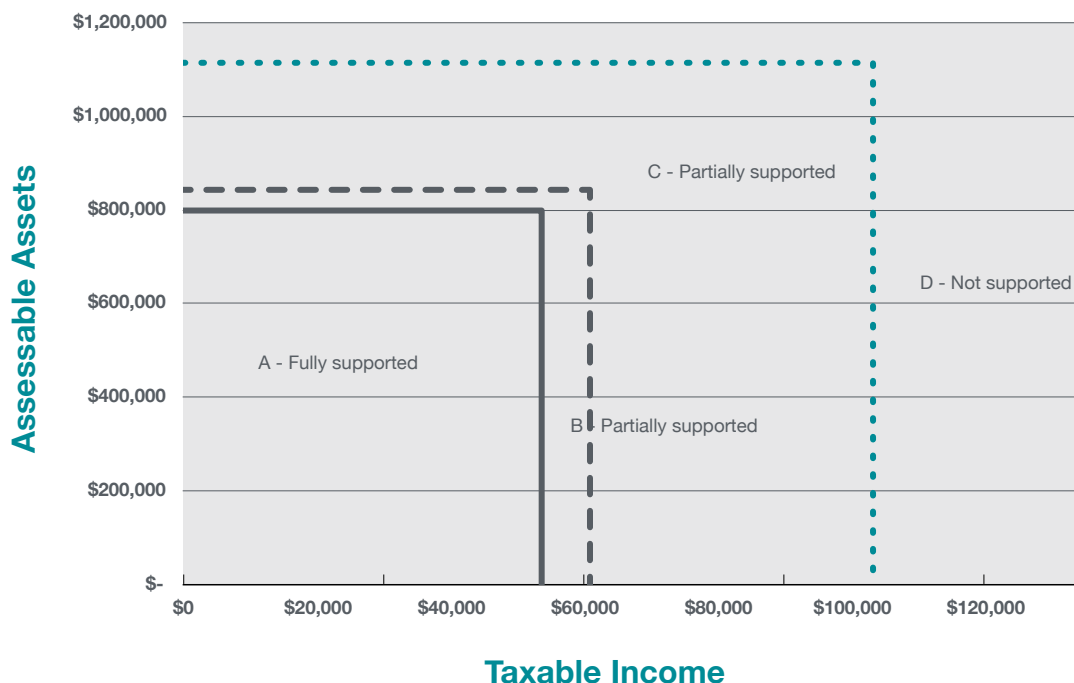 $1,200,000
$1,000,000
C - Partially supported
Assessable Assets
$800,000
D - Not supported
$600,000
A - Fully supported
$400,000
B - Partially supported
$200,000
$-
$0 $20,000 $40,000 $60,000 $80,000 $100,000 $120,000
Taxable Income